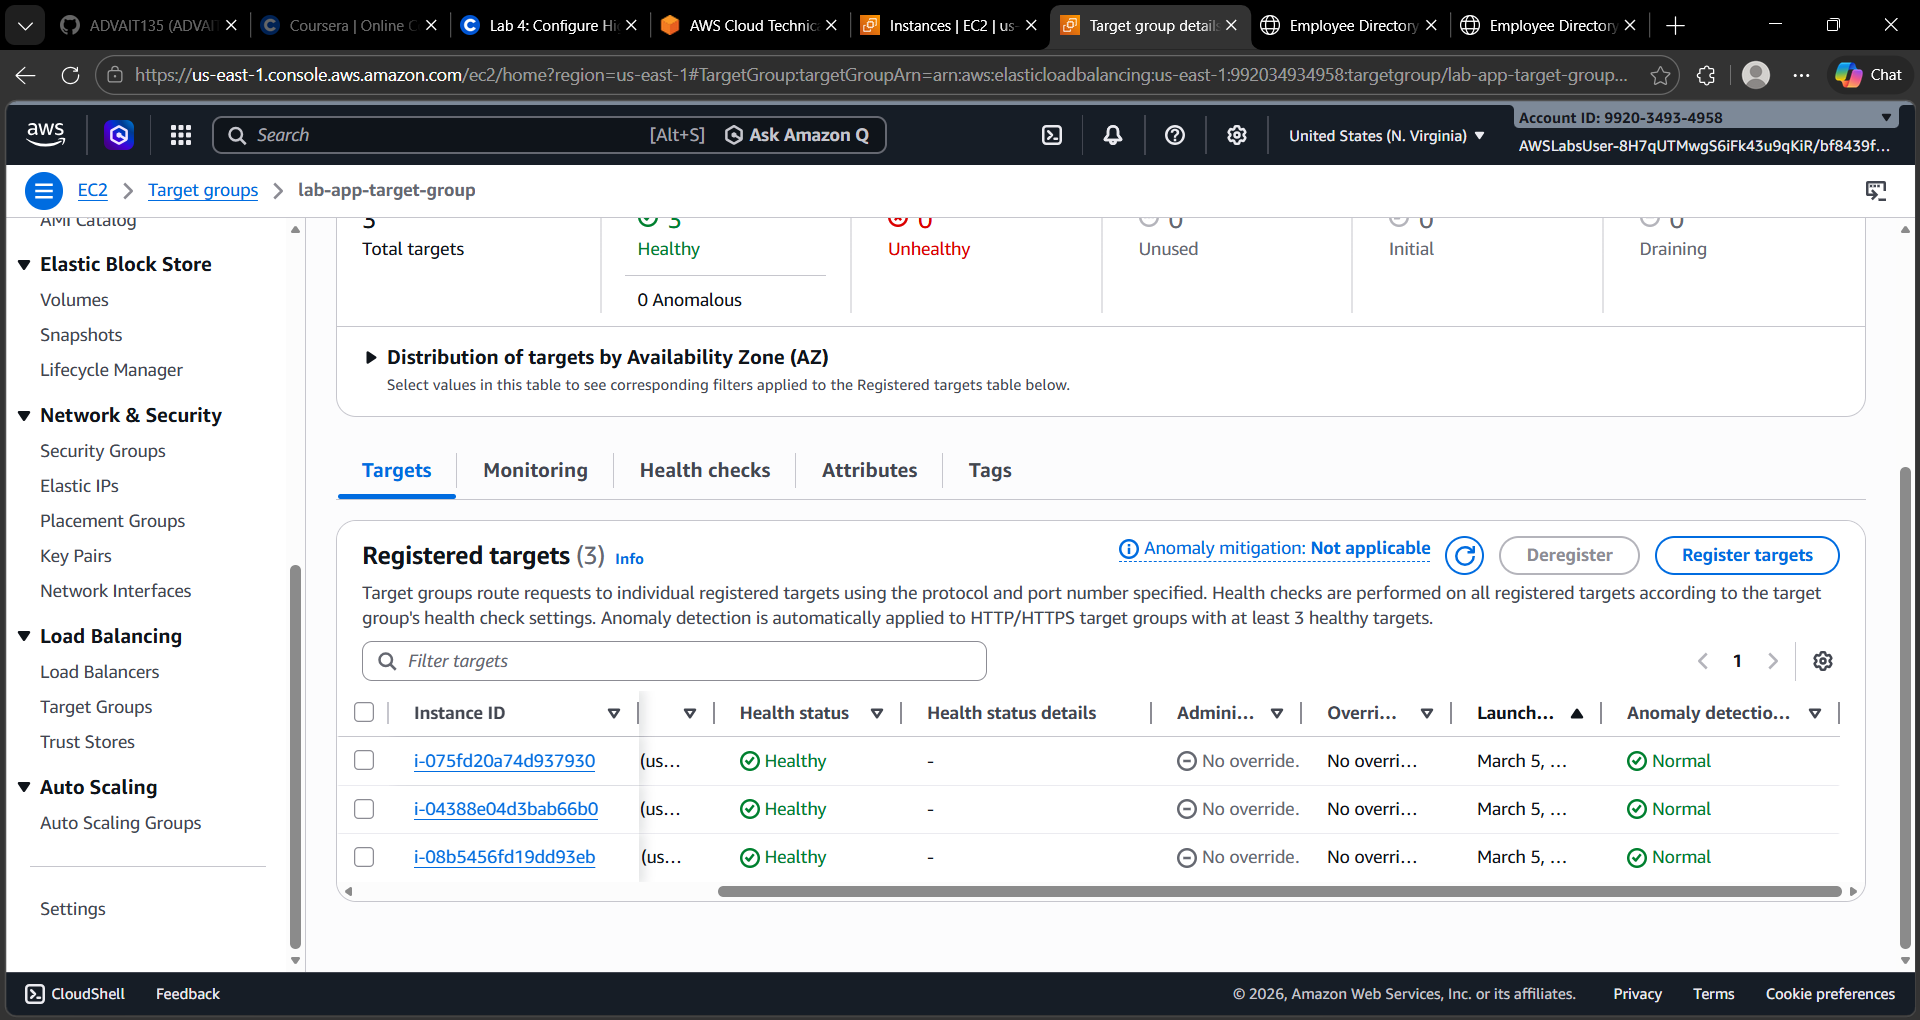 ADVAIT135 (ADVAI
Coursera | Online C
Lab 4: Configure Hi
AWS Cloud Technic
Instances | EC2 | us-
Target group details
Employee Directory
Employee Directory
https://us-east-1.console.aws.amazon.com/ec2/home?region=us-east-1#TargetGroup:targetGroupArn=arn:aws:elasticloadbalancing:us-east-1:992034934958:targetgroup/lab-app-target-group...
Chat
aws
Search
[Alt+S]
Ask Amazon Q
United States (N. Virginia)
Account ID: 9920-3493-4958
AWSLabsUser-8H7qUTMwgS6iFk43u9qKiR/bf8439f...
EC2
Target groups
lab-app-target-group
AMI Catalog
Elastic Block Store
Volumes
Snapshots
Lifecycle Manager
Network & Security
Security Groups
Elastic IPs
Placement Groups
Key Pairs
Network Interfaces
Load Balancing
Load Balancers
Target Groups
Trust Stores
Auto Scaling
Auto Scaling Groups
Settings
3
Total targets
3
Healthy
0 Anomalous
0
Unhealthy
0
Unused
0
Initial
0
Draining
Distribution of targets by Availability Zone (AZ)
Select values in this table to see corresponding filters applied to the Registered targets table below.
Targets
Monitoring
Health checks
Attributes
Tags
Registered targets (3) Info
Anomaly mitigation: Not applicable
Deregister
Register targets
Target groups route requests to individual registered targets using the protocol and port number specified. Health checks are performed on all registered targets according to the target
group's health check settings. Anomaly detection is automatically applied to HTTP/HTTPS target groups with at least 3 healthy targets.
Filter targets
1
Instance ID
Health status
Health status details
Admini...
Overri...
Launch...
Anomaly detectio...
i-075fd20a74d937930 (us... Healthy - No override. No overri... March 5, ... Normal
i-04388e04d3bab66b0 (us... Healthy - No override. No overri... March 5, ... Normal
i-08b5456fd19dd93eb (us... Healthy - No override. No overri... March 5, ... Normal
CloudShell
Feedback
© 2026, Amazon Web Services, Inc. or its affiliates.
Privacy
Terms
Cookie preferences